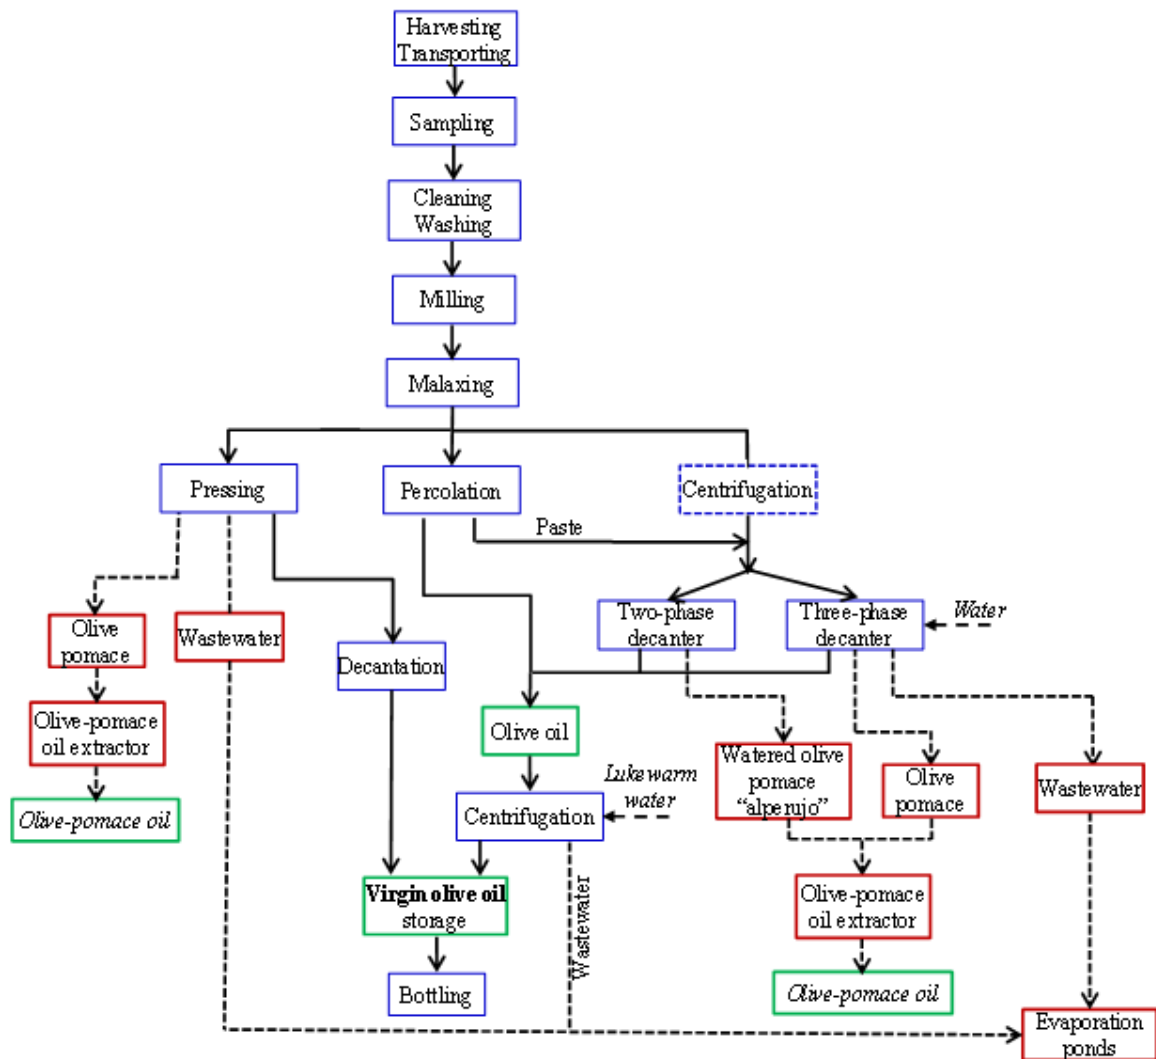 Harvesting
Transporting
Sampling
Cleaning
Washing
Milling
Malaxing
Pressing
Percolation
Centrifugation
Paste
Olive
pomace
Wastewater
Decantation
Two-phase
decanter
Three-phase
decanter
Water
Olive-pomace
oil extractor
Olive oil
Watered olive
pomace
“alperujo”
Olive
pomace
Wastewater
Olive-pomace oil
Centrifugation
Lukewarm
water
Virgin olive oil
storage
Wastewater
Olive-pomace
oil extractor
Bottling
Olive-pomace oil
Evaporation
ponds